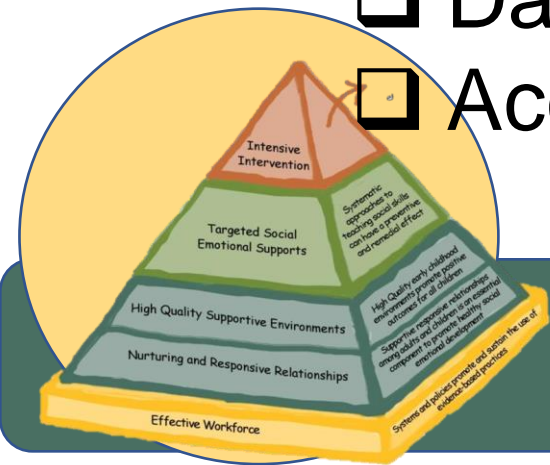 ❑ Da
❑ Acc
Intensive
Intervention
Systematic
approaches to
teaching social skills
can have a preventive
and remedial effect
Targeted Social
Emotional Supports
High Quality early childhood
environments promote positive
outcomes for all children
High Quality Supportive Environments
Supportive responsive relationships
among adults and children is an essential
component to promote healthy social
emotional development
Nurturing and Responsive Relationships
Systems and policies promote and sustain the use of
evidence-based practices
Effective Workforce